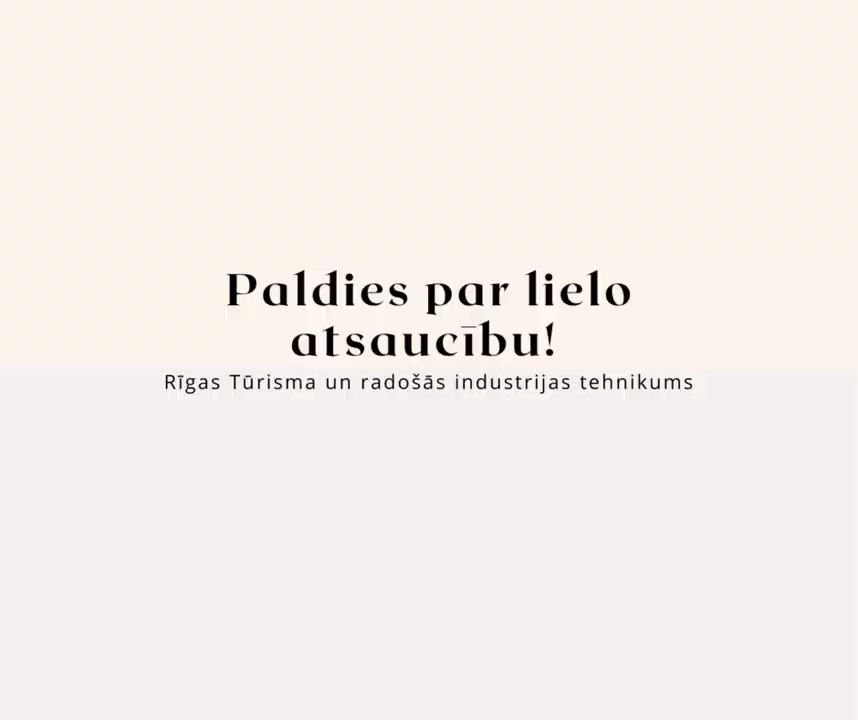 Paldies par lielo
atsaucību!
Rīgas Tūrisma un radošās industrijas tehnikums